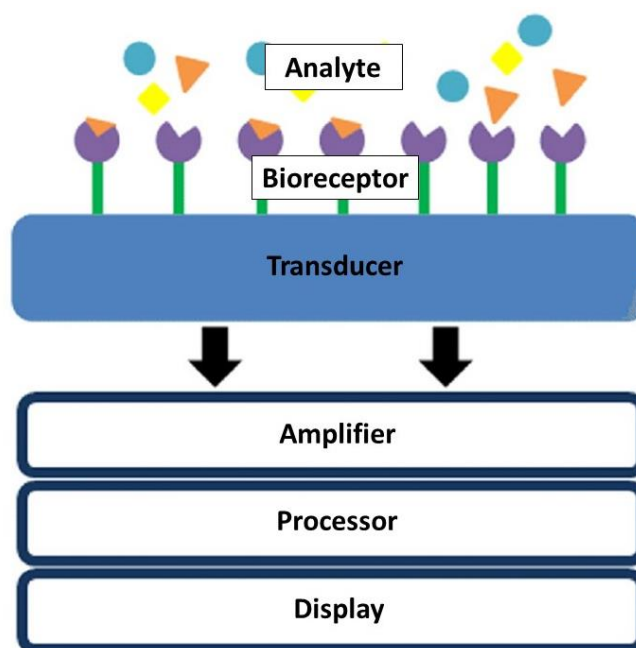 Analyte
Bioreceptor
Transducer
Amplifier
Processor
Display